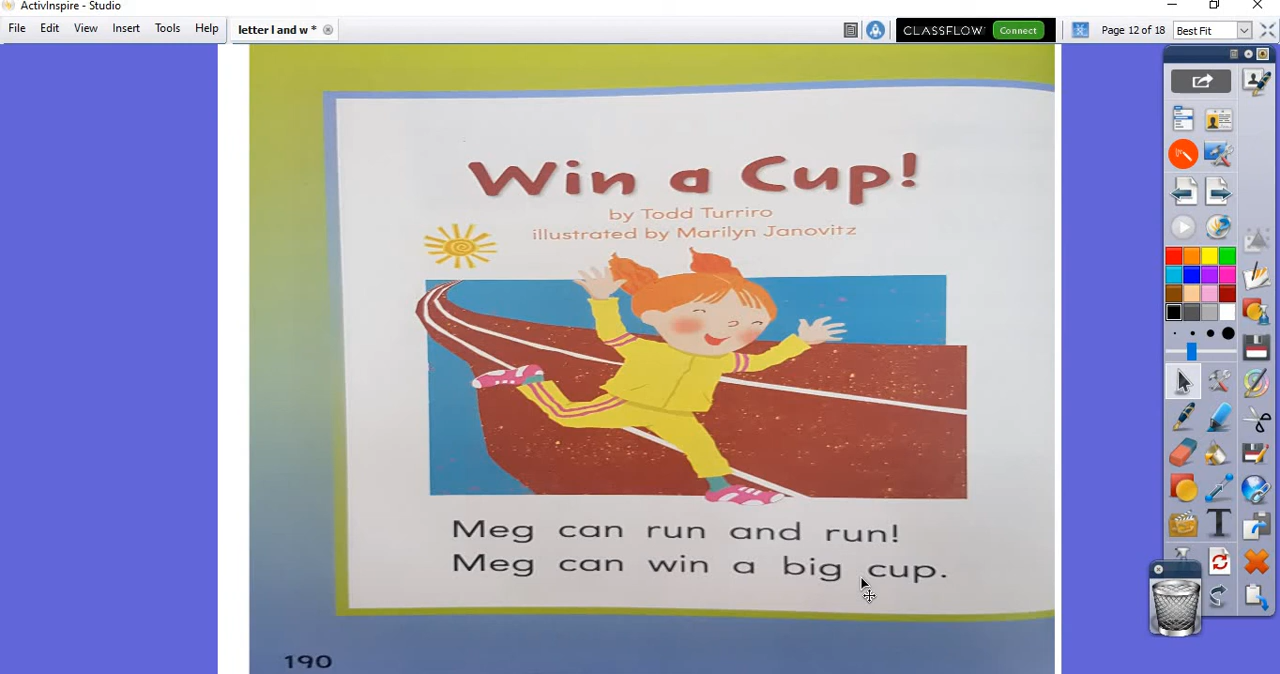 ActivInspire - Studio
File Edit View Insert Tools Help
letter l and w *
CLASSFLOW Connect
Page 12 of 18
Best Fit
Win a Cup!
by Todd Turriro
illustrated by Marilyn Janovitz
Meg can run and run!
Meg can win a big cup.
190